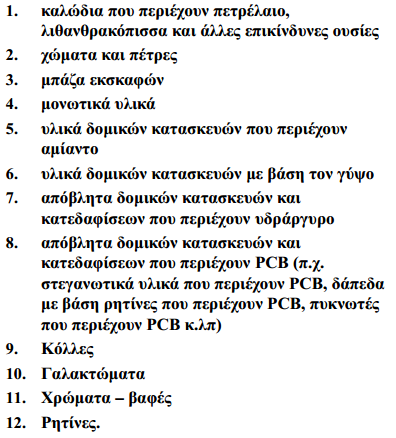 1. καλώδια που περιέχουν πετρέλαιο,
λιθανθρακόπισσα και άλλες επικίνδυνες ουσίες
2. χώματα και πέτρες
3. μπάζα εκσκαφών
4. μονωτικά υλικά
5. υλικά δομικών κατασκευών που περιέχουν
αμίαντο
6. υλικά δομικών κατασκευών με βάση τον γύψο
7. απόβλητα δομικών κατασκευών και
κατεδαφίσεων που περιέχουν υδράργυρο
8. απόβλητα δομικών κατασκευών και
κατεδαφίσεων που περιέχουν PCB (π.χ.
στεγανωτικά υλικά που περιέχουν PCB, δάπεδα
με βάση ρητίνες που περιέχουν PCB, πυκνωτές
που περιέχουν PCB κ.λπ)
9. Κόλλες
10. Γαλακτώματα
11. Χρώματα – βαφές
12. Ρητίνες.